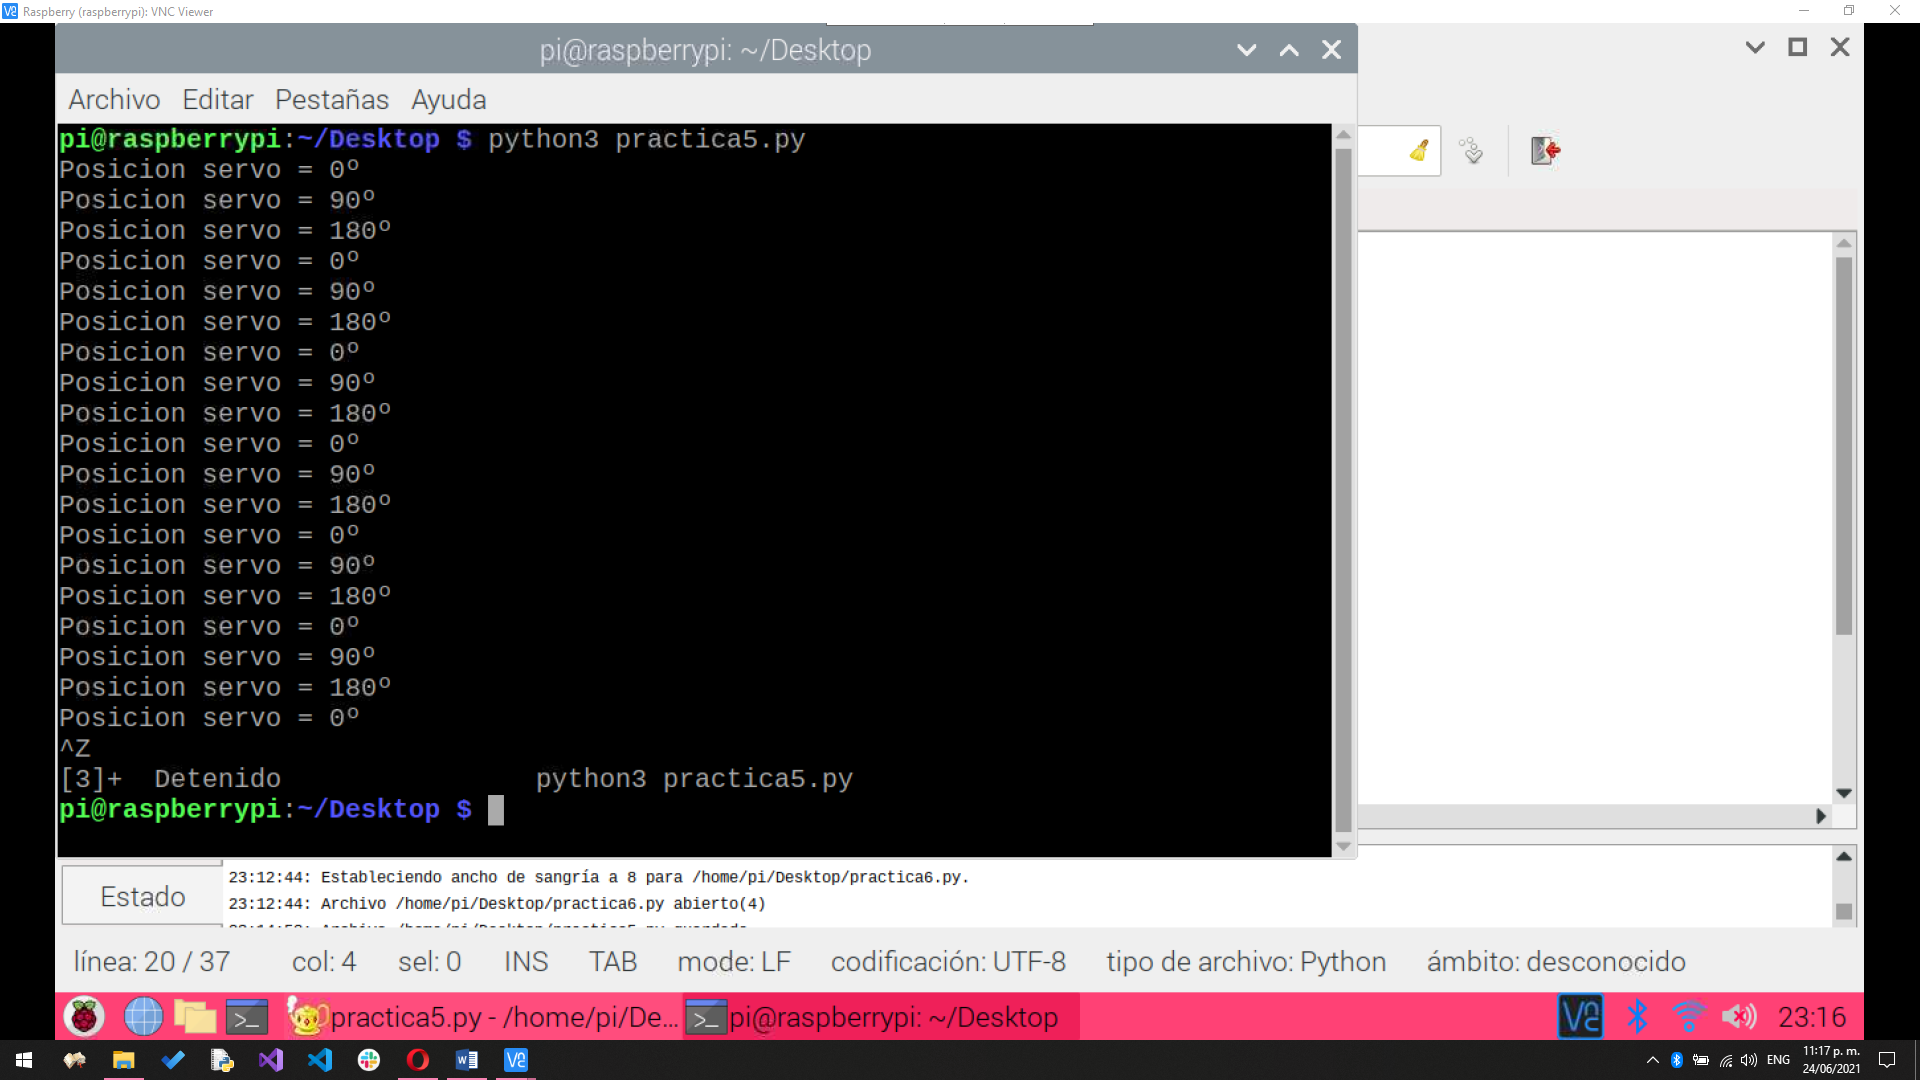 Raspberry (raspberrypi): VNC Viewer
pi@raspberrypi: ~/Desktop
Archivo Editar Pestañas Ayuda
pi@raspberrypi:~/Desktop $ python3 practica5.py
Posicion servo = 0º
Posicion servo = 90º
Posicion servo = 180º
Posicion servo = 0º
Posicion servo = 90º
Posicion servo = 180º
Posicion servo = 0º
Posicion servo = 90º
Posicion servo = 180º
Posicion servo = 0º
Posicion servo = 90º
Posicion servo = 180º
Posicion servo = 0º
Posicion servo = 90º
Posicion servo = 180º
Posicion servo = 0º
Posicion servo = 90º
Posicion servo = 180º
Posicion servo = 0º
^Z
[3]+  Detenido                python3 practica5.py
pi@raspberrypi:~/Desktop $
Estado
23:12:44: Estableciendo ancho de sangría a 8 para /home/pi/Desktop/practica6.py.
23:12:44: Archivo /home/pi/Desktop/practica6.py abierto(4)
línea: 20 / 37 col: 4 sel: 0 INS TAB mode: LF codificación: UTF-8 tipo de archivo: Python ámbito: desconocido
practica5.py - /home/pi/De... pi@raspberrypi: ~/Desktop 23:16
ENG 11:17 p. m.
24/06/2021